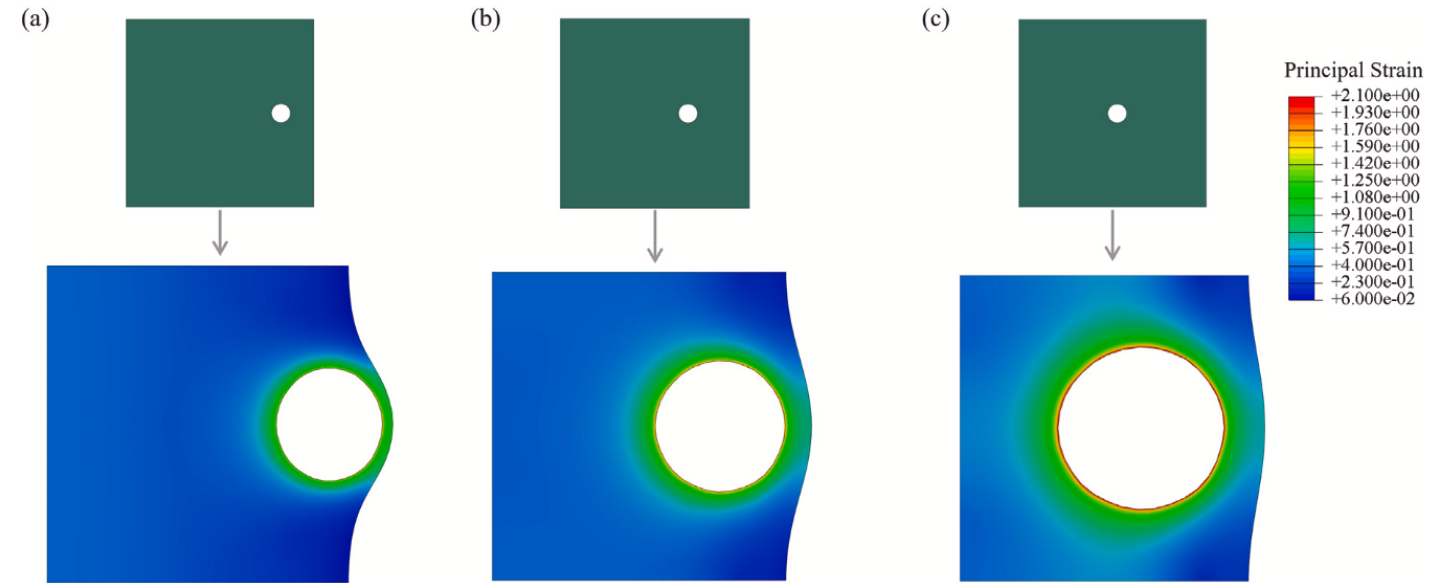 (a)
(b)
(c)
Principal Strain
+2.100e+00
+1.930e+00
+1.760e+00
+1.590e+00
+1.420e+00
+1.250e+00
+1.080e+00
+9.100e-01
+7.400e-01
+5.700e-01
+4.000e-01
+2.300e-01
+6.000e-02